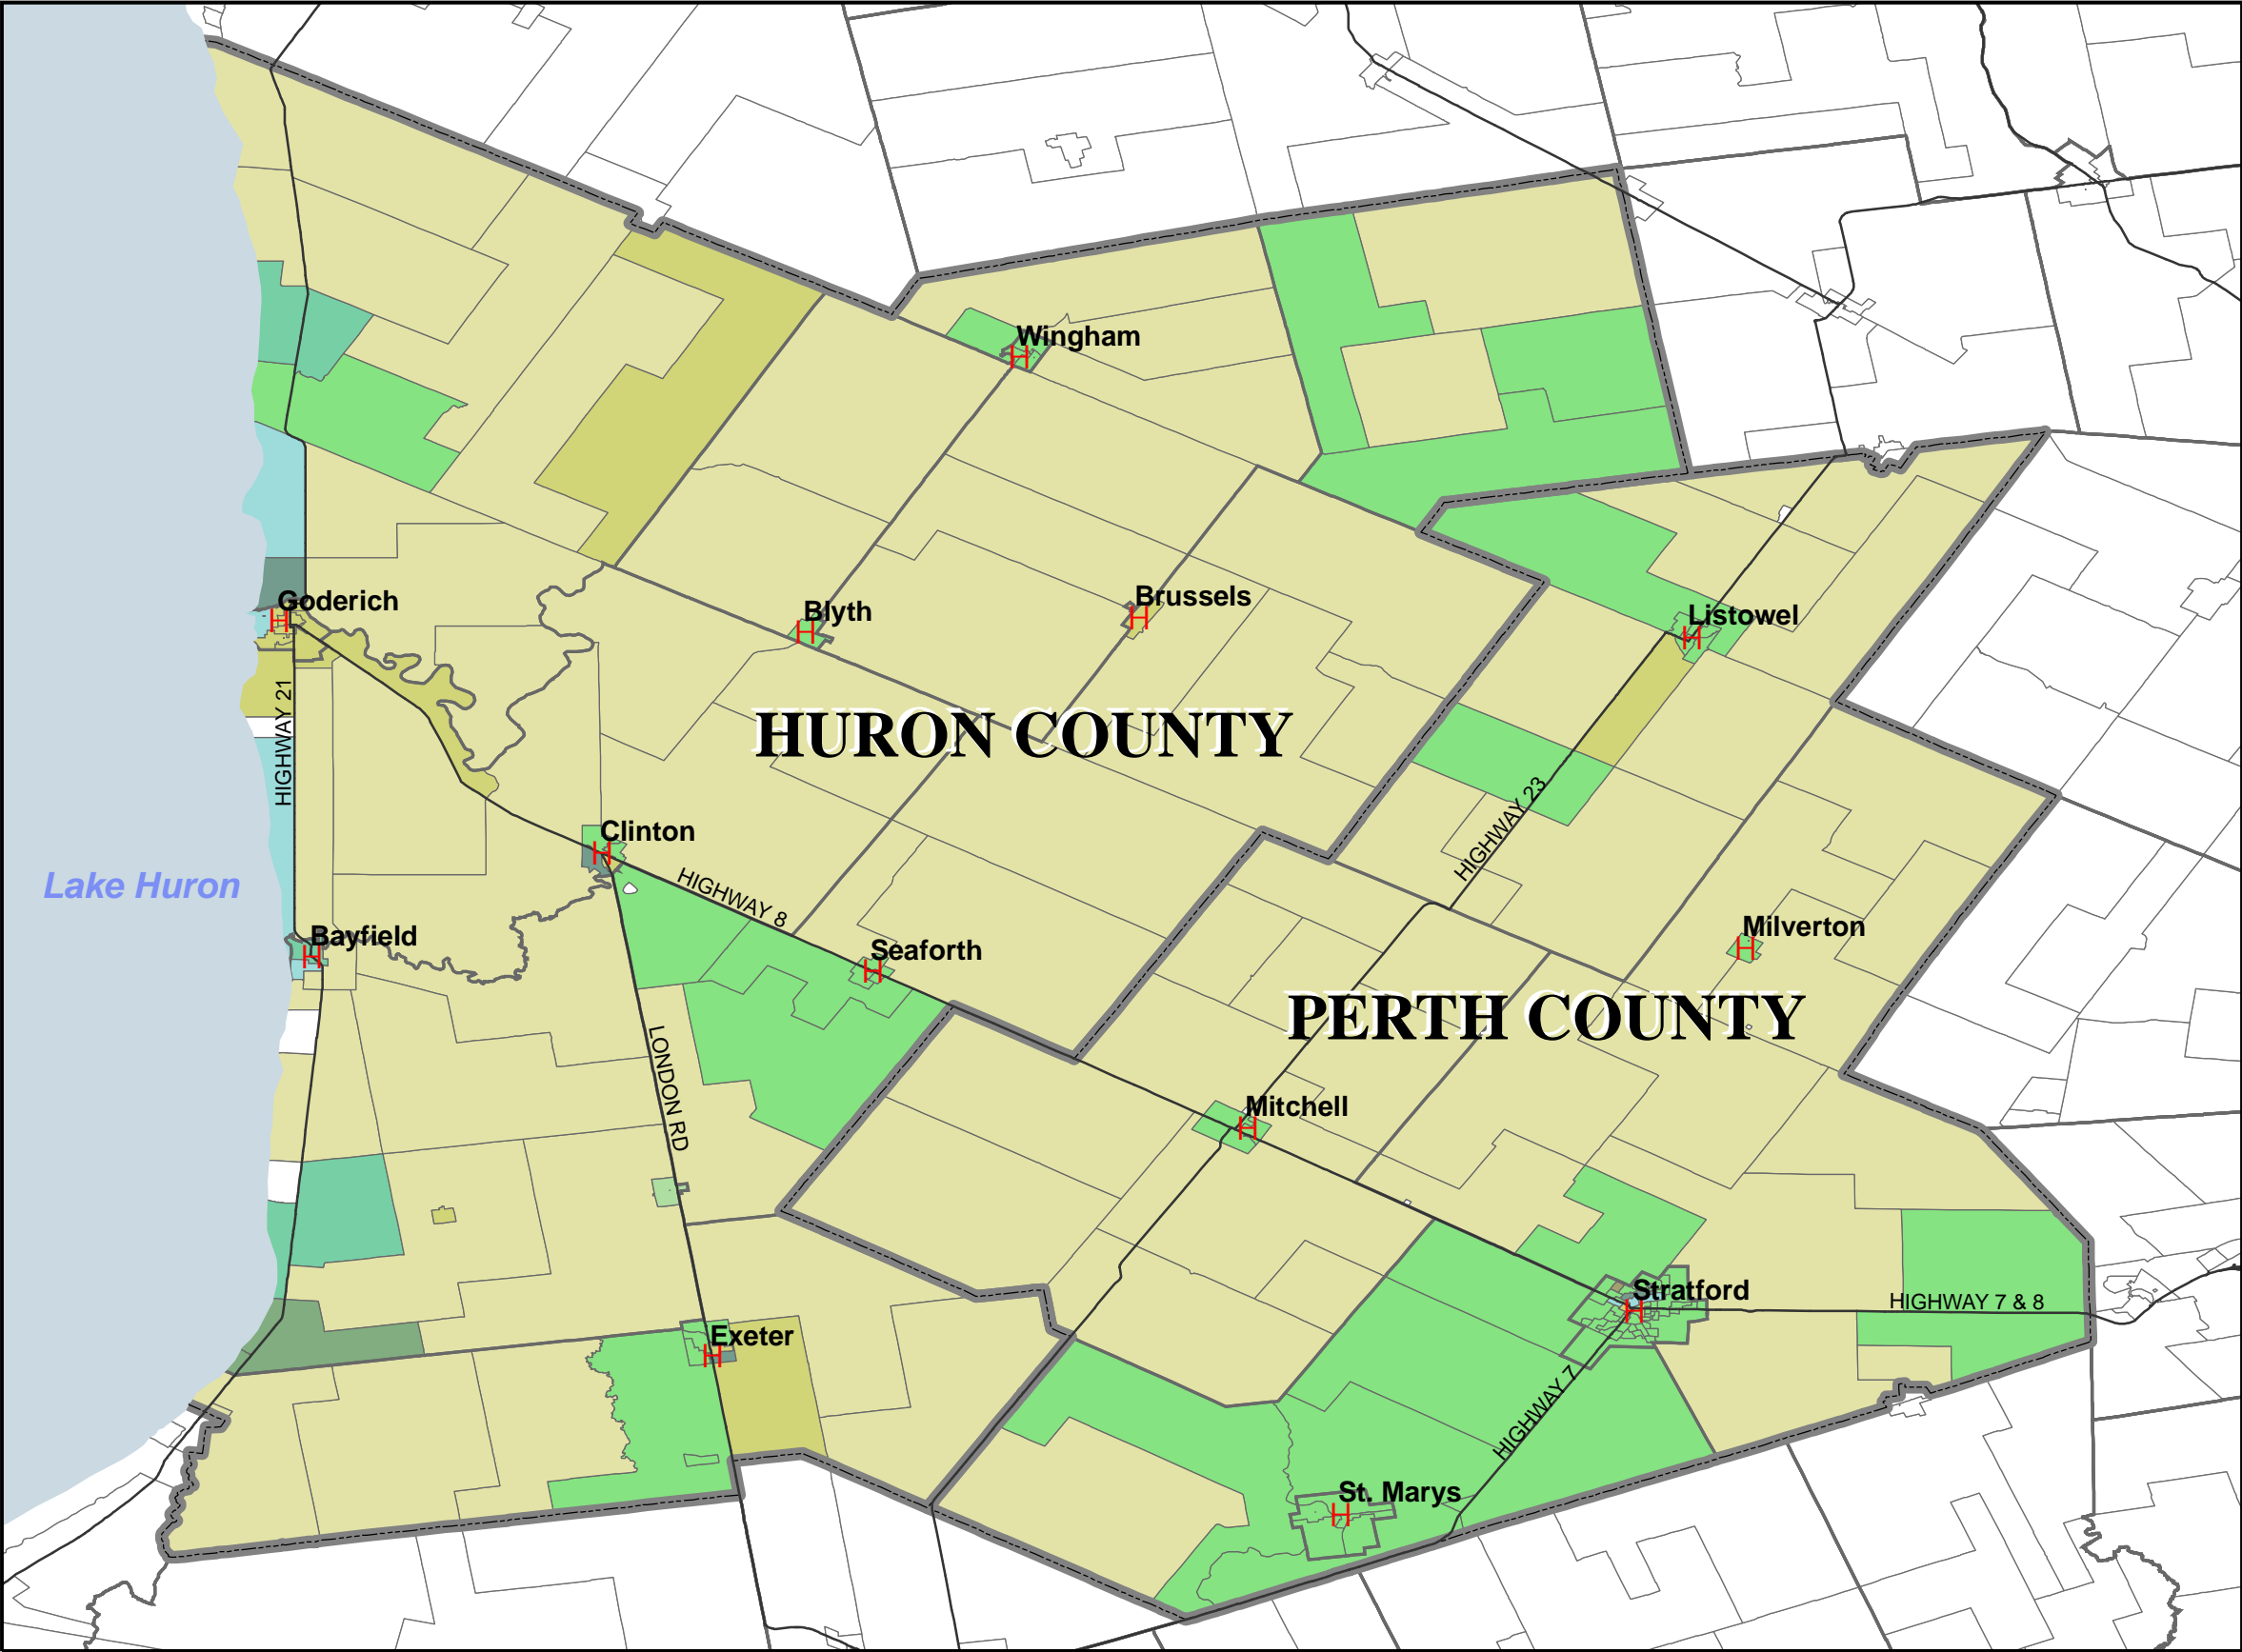 Wingham
H
Goderich
H
Blyth
H
Brussels
H
Listowel
H
HURON COUNTY
HIGHWAY 21
HIGHWAY 23
Clinton
H
Lake Huron
HIGHWAY 8
Bayfield
H
Seaforth
H
Milverton
H
PERTH COUNTY
LONDON RD
Mitchell
H
Stratford
H
HIGHWAY 7 & 8
Exeter
H
HIGHWAY 7
St. Marys
H